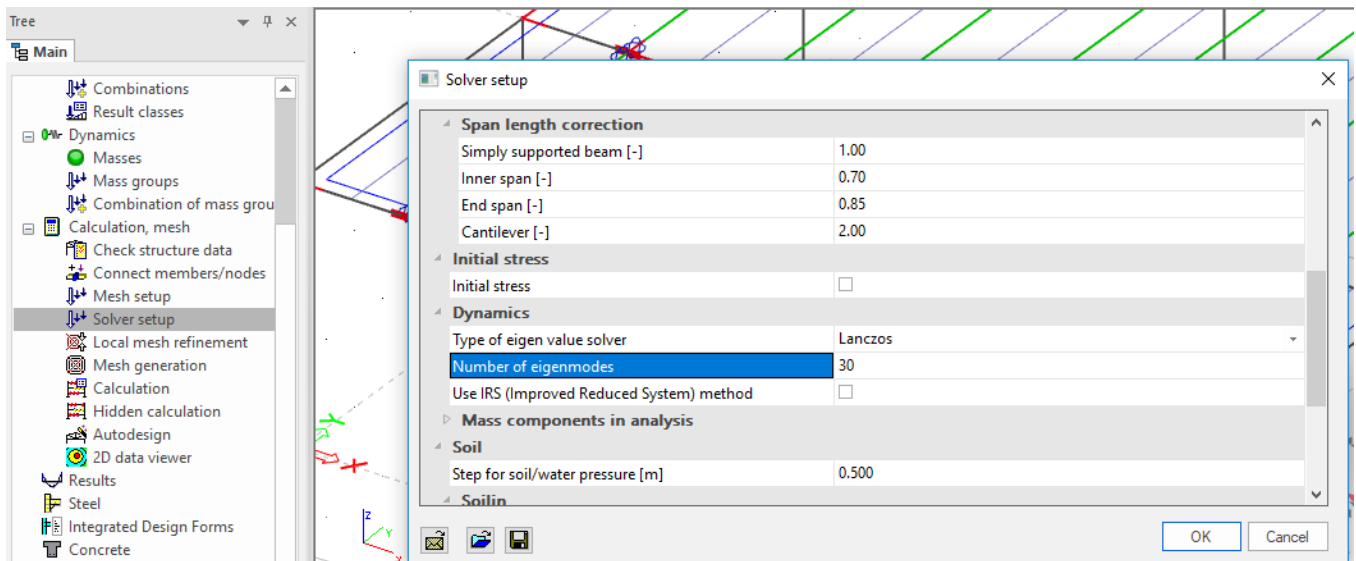 Tree
Main
Combinations
Result classes
Dynamics
Masses
Mass groups
Combination of mass grou
Calculation, mesh
Check structure data
Connect members/nodes
Mesh setup
Solver setup
Local mesh refinement
Mesh generation
Calculation
Hidden calculation
Autodesign
2D data viewer
Results
Steel
Integrated Design Forms
Concrete
Solver setup
Span length correction
Simply supported beam [-] 1.00
Inner span [-] 0.70
End span [-] 0.85
Cantilever [-] 2.00
Initial stress
Initial stress
Dynamics
Type of eigen value solver Lanczos
Number of eigenmodes 30
Use IRS (Improved Reduced System) method
Mass components in analysis
Soil
Step for soil/water pressure [m] 0.500
Soilin
OK Cancel
Y
X
Z
Y
X